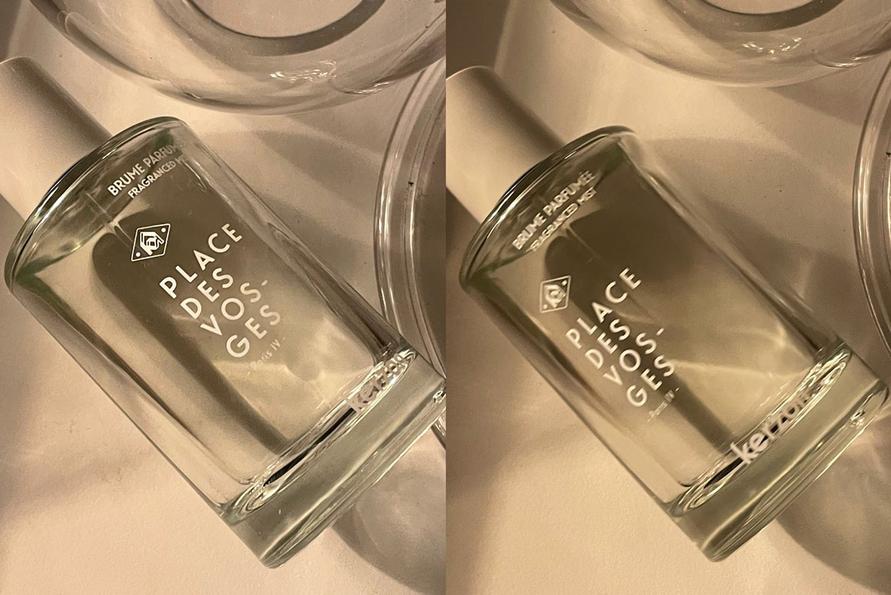 BRUME PARFUMÉE
FRAGRANCED
PLACE
DES
VOS-
GES
- Paris IV -
kerzon
BRUME PARFUMÉE
FRAGRANCED MIST
PLACE
DES
VOS-
GES
- Paris IV -
kerzon